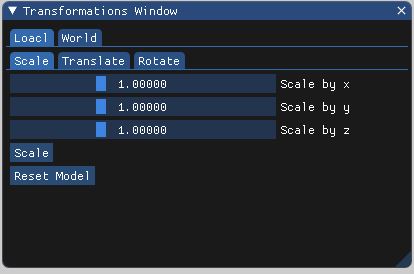 Transformations Window
Loacl World
Scale Translate Rotate
1.00000 Scale by x
1.00000 Scale by y
1.00000 Scale by z
Scale
Reset Model